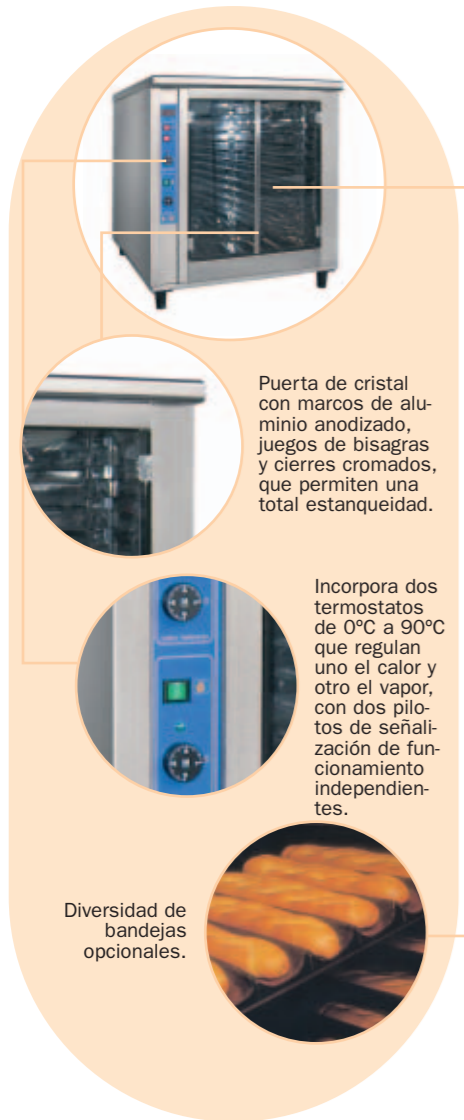 Puerta de cristal
con marcos de alu-
minio anodizado,
juegos de bisagras
y cierres cromados,
que permiten una
total estanqueidad.
Incorpora dos
termostatos
de 0ºC a 90ºC
que regulan
uno el calor y
otro el vapor,
con dos pilo-
tos de señali-
zación de fun-
cionamiento
independien-
tes.
Diversidad de
bandejas
opcionales.